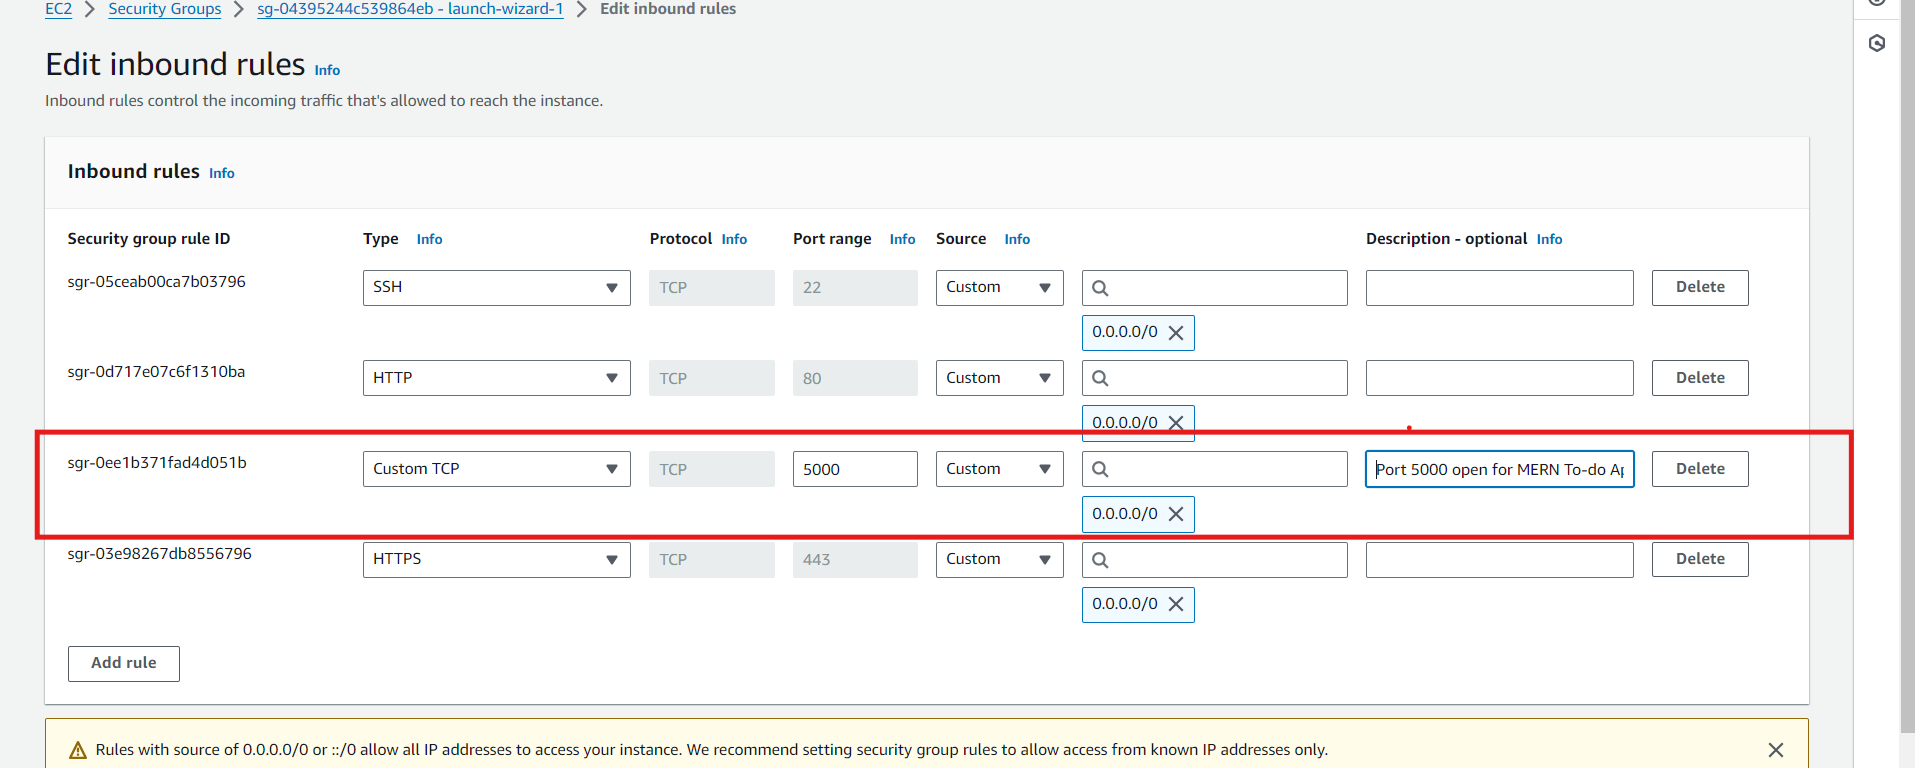 EC2 > Security Groups > sg-04395244c539864eb - launch-wizard-1 > Edit inbound rules
Edit inbound rules Info
Inbound rules control the incoming traffic that's allowed to reach the instance.
Inbound rules Info
Security group rule ID Type Info Protocol Info Port range Info Source Info Description - optional Info
sgr-05ceab00ca7b03796 SSH TCP 22 Custom Delete
0.0.0.0/0
sgr-0d717e07c6f1310ba HTTP TCP 80 Custom Delete
0.0.0.0/0
sgr-0ee1b371fad4d051b Custom TCP TCP 5000 Custom Port 5000 open for MERN To-do Ap Delete
0.0.0.0/0
sgr-03e98267db8556796 HTTPS TCP 443 Custom Delete
0.0.0.0/0
Add rule
Rules with source of 0.0.0.0/0 or ::/0 allow all IP addresses to access your instance. We recommend setting security group rules to allow access from known IP addresses only.